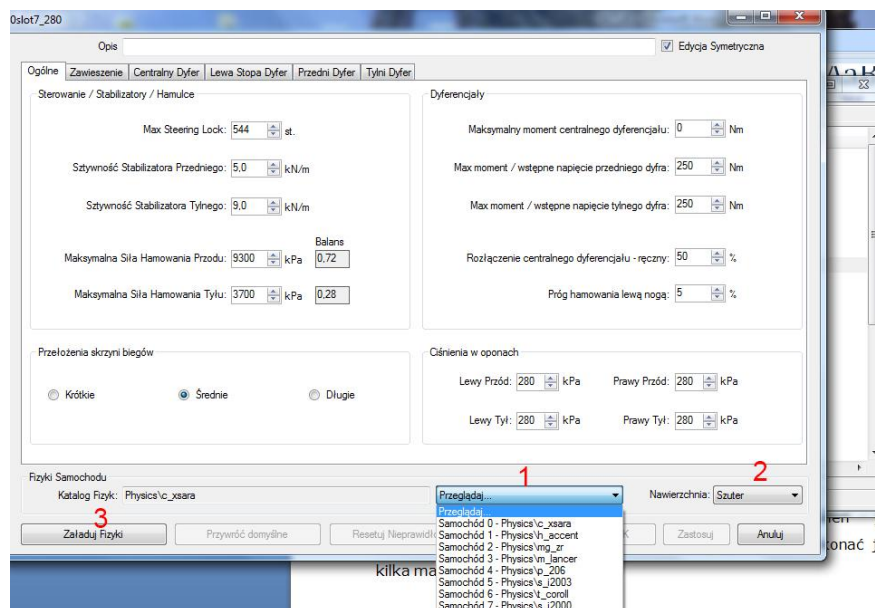 0slot7_280
Opis
Edycja Symetryczna
Ogólne Zawieszenie Centralny Dyfer Lewa Stopa Dyfer Przedni Dyfer Tylni Dyfer
Sterowanie / Stabilizatory / Hamulce
Max Steering Lock: 544 st.
Sztywność Stabilizatora Przedniego: 5,0 kN/m
Sztywność Stabilizatora Tylnego: 9,0 kN/m
Balans
Maksymalna Siła Hamowania Przodu: 9300 kPa 0,72
Maksymalna Siła Hamowania Tyłu: 3700 kPa 0,28
Dyferencjały
Maksymalny moment centralnego dyferencjału: 0 Nm
Max moment / wstępne napięcie przedniego dyfra: 250 Nm
Max moment / wstępne napięcie tylnego dyfra: 250 Nm
Rozłączenie centralnego dyferencjału - ręczny: 50 %
Próg hamowania lewą nogą: 5 %
Przełożenia skrzyni biegów
Krótkie Średnie Długie
Ciśnienia w oponach
Lewy Przód: 280 kPa Prawy Przód: 280 kPa
Lewy Tył: 280 kPa Prawy Tył: 280 kPa
Fizyki Samochodu
1
2
Katalog Fizyk: Physics\c_xsara Przeglądaj... Nawierzchnia: Szuter
3
Załaduj Fizyki Przywróć domyślne Resetuj Zastosuj Anuluj
Przeglądaj...
Samochód 0 - Physics\c_xsara
Samochód 1 - Physics\h_accent
Samochód 2 - Physics\mg_zr
Samochód 3 - Physics\m_lancer
Samochód 4 - Physics\p_206
Samochód 5 - Physics\s_i2003
Samochód 6 - Physics\t_coroll
Samochód 7 - Physics\s_i2000
kilka